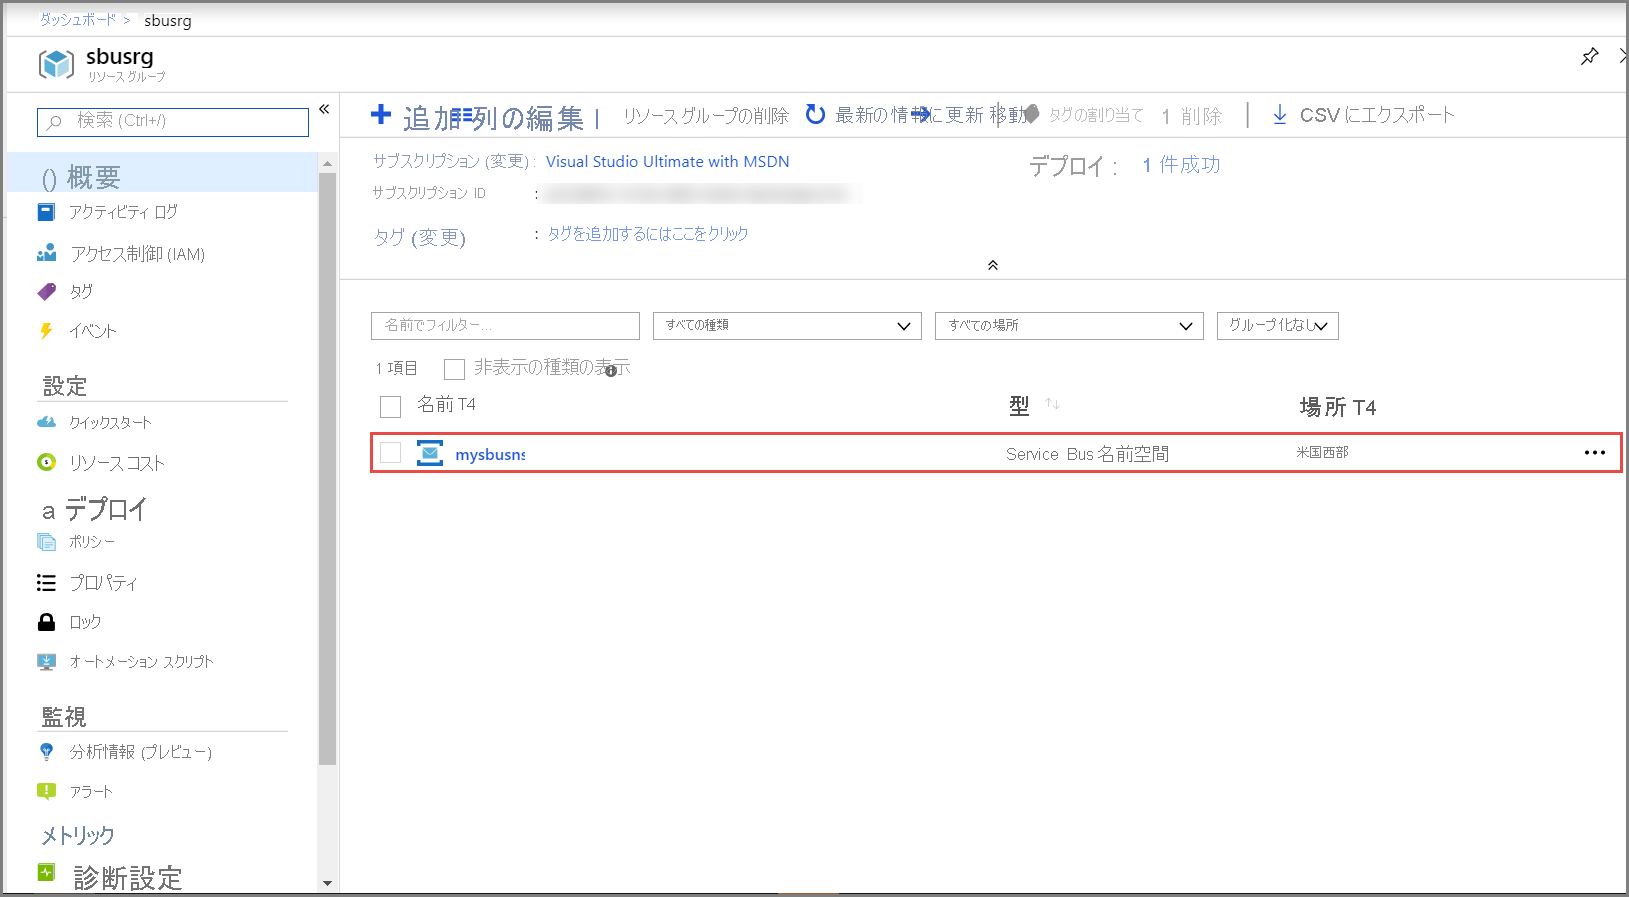 ダッシュボード > sbusrg
sbusrg
リソース グループ
検索 (Ctrl+/)
«
() 概要
アクティビティ ログ
アクセス制御 (IAM)
タグ
イベント
設定
クイックスタート
リソース コスト
a デプロイ
ポリシー
プロパティ
ロック
オートメーション スクリプト
監視
分析情報 (プレビュー)
アラート
メトリック
診断設定
追加 列の編集 | リソース グループの削除 最新の情報に更新 移動 タグの割り当て 1 削除 CSV にエクスポート
サブスクリプション (変更) : Visual Studio Ultimate with MSDN デプロイ : 1 件成功
サブスクリプション ID :
タグ (変更) : タグを追加するにはここをクリック
名前でフィルター... すべての種類 すべての場所 グループ化なし
1 項目 非表示の種類の表示
名前 T4 型 ↑↓ 場所 T4
mysbusns Service Bus 名前空間 米国西部 •••